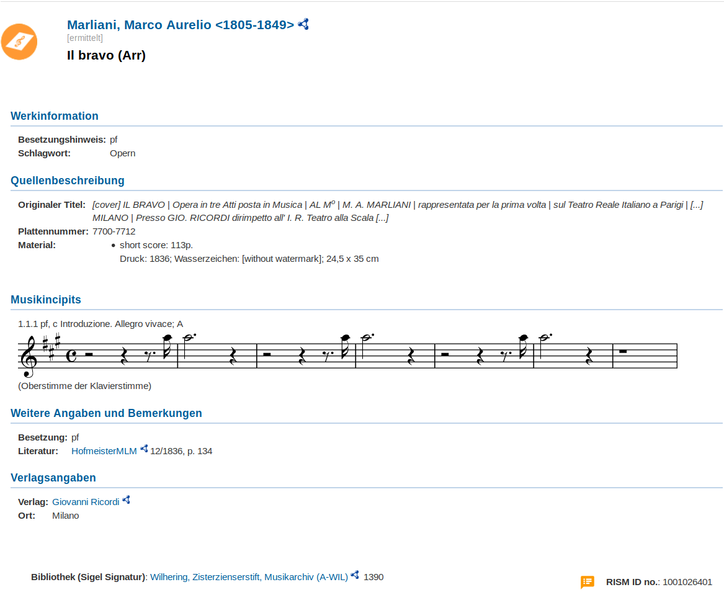 Marliani, Marco Aurelio <1805-1849>
[ermittelt]
Il bravo (Arr)
Werkinformation
Besetzungshinweis: pf
Schlagwort: Opern
Quellenbeschreibung
Originaler Titel: [cover] IL BRAVO | Opera in tre Atti posta in Musica | AL Mº | M. A. MARLIANI | rappresentata per la prima volta | sul Teatro Reale Italiano a Parigi | [...]
MILANO | Presso GIO. RICORDI dirimpetto all' I. R. Teatro alla Scala [...]
Plattennummer: 7700-7712
Material: • short score: 113p.
Druck: 1836; Wasserzeichen: [without watermark]; 24,5 x 35 cm
Musikincipits
1.1.1 pf, c Introduzione. Allegro vivace; A
(Oberstimme der Klavierstimme)
Weitere Angaben und Bemerkungen
Besetzung: pf
Literatur: HofmeisterMLM 12/1836, p. 134
Verlagsangaben
Verlag: Giovanni Ricordi
Ort: Milano
Bibliothek (Sigel Signatur): Wilhering, Zisterzienserstift, Musikarchiv (A-WIL) 1390
RISM ID no.: 1001026401